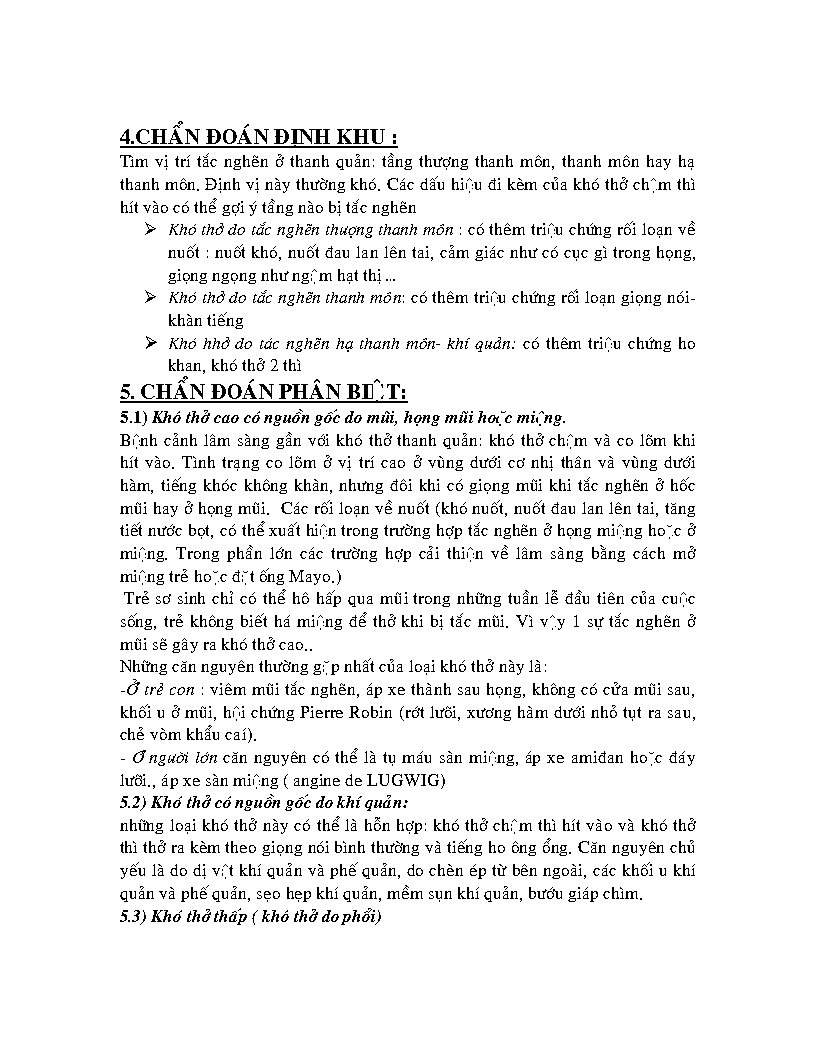 4.CHẨN ĐOÁN ĐỊNH KHU :
Tìm vị trí tắc nghẽn ở thanh quản: tầng thượng thanh môn, thanh môn hay hạ
thanh môn. Định vị này thường khó. Các dấu hiệu đi kèm của khó thở chậm thì
hít vào có thể gợi ý tầng nào bị tắc nghẽn
➢ Khó thở do tắc nghẽn thượng thanh môn : có thêm triệu chứng rối loạn về
nuốt : nuốt khó, nuốt đau lan lên tai, cảm giác như có cục gì trong họng,
giọng ngọng như ngậm hạt thị ...
➢ Khó thở do tắc nghẽn thanh môn: có thêm triệu chứng rối loạn giọng nói-
khàn tiếng
➢ Khó hhở do tác nghẽn hạ thanh môn- khí quản: có thêm triệu chứng ho
khan, khó thở 2 thì
5. CHẨN ĐOÁN PHÂN BIỆT:
5.1) Khó thở cao có nguồn gốc do mũi, họng mũi hoặc miệng.
Bệnh cảnh lâm sàng gần với khó thở thanh quản: khó thở chậm và co lõm khi
hít vào. Tình trạng co lõm ở vị trí cao ở vùng dưới cơ nhị thân và vùng dưới
hàm, tiếng khóc không khàn, nhưng đôi khi có giọng mũi khi tắc nghẽn ở hốc
mũi hay ở họng mũi.  Các rối loạn về nuốt (khó nuốt, nuốt đau lan lên tai, tăng
tiết nước bọt, có thể xuất hiện trong trường hợp tắc nghẽn ở họng miệng hoặc ở
miệng. Trong phần lớn các trường hợp cải thiện về lâm sàng bằng cách mở
miệng trẻ hoặc đặt ống Mayo.)
Trẻ sơ sinh chỉ có thể hô hấp qua mũi trong những tuần lễ đầu tiên của cuộc
sống, trẻ không biết há miệng để thở khi bị tắc mũi. Vì vậy 1 sự tắc nghẽn ở
mũi sẽ gây ra khó thở cao..
Những căn nguyên thường gặp nhất của loại khó thở này là:
-Ở trẻ con : viêm mũi tắc nghẽn, áp xe thành sau họng, không có cửa mũi sau,
khối u ở mũi, hội chứng Pierre Robin (rớt lưỡi, xương hàm dưới nhỏ tụt ra sau,
chẻ vòm khẩu caí).
- Ơ người lớn căn nguyên có thể là tụ máu sàn miệng, áp xe amiđan hoặc đáy
lưỡi., áp xe sàn miệng ( angine de LUGWIG)
5.2) Khó thở có nguồn gốc do khí quản:
những loại khó thở này có thể là hỗn hợp: khó thở chậm thì hít vào và khó thở
thì thở ra kèm theo giọng nói bình thường và tiếng ho ông ổng. Căn nguyên chủ
yếu là do dị vật khí quản và phế quản, do chèn ép từ bên ngoài, các khối u khí
quản và phế quản, sẹo hẹp khí quản, mềm sụn khí quản, bướu giáp chìm.
5.3) Khó thở thấp ( khó thở do phổi)